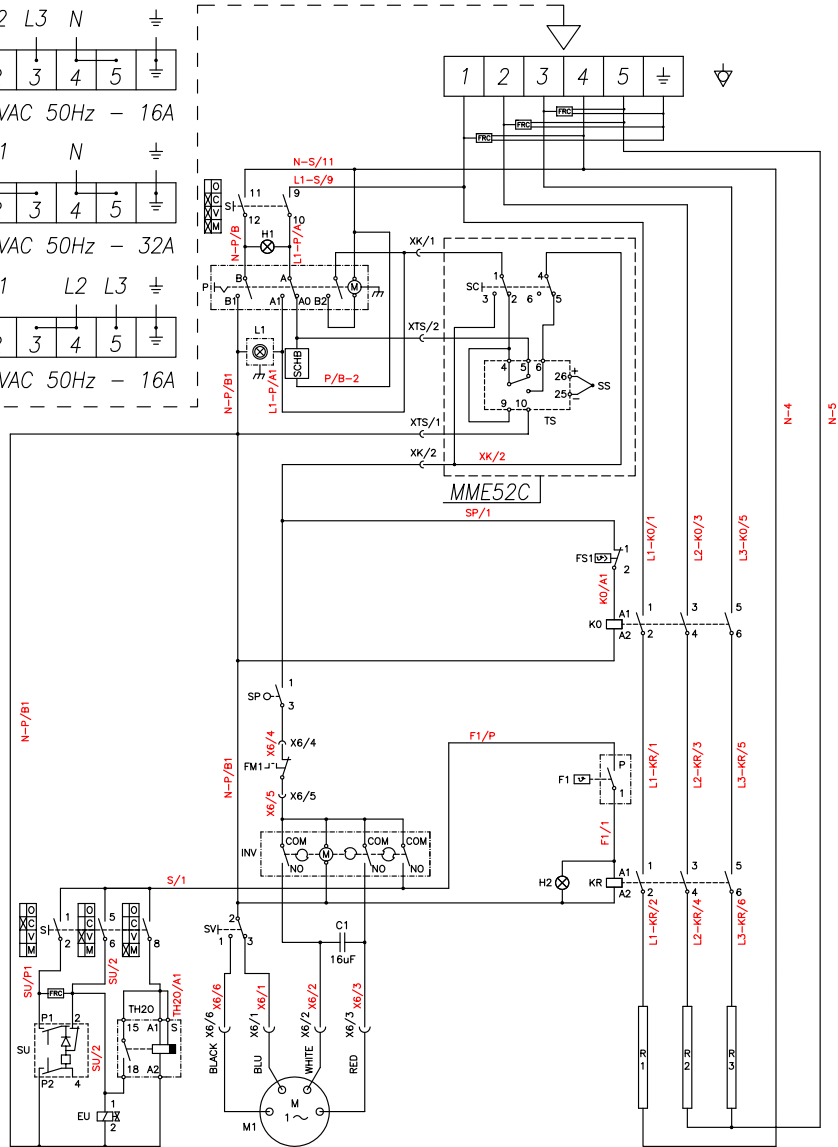 2 L3 N
3 4 5
VAC 50Hz - 16A
1 N
3 4 5
VAC 50Hz - 32A
1 L2 L3
3 4 5
VAC 50Hz - 16A
1 2 3 4 5
FRC
FRC
FRC
N-S/11
L1-S/9
O
C
V
M
S
11 9
12 10
N-P/B
H1
L1-P/A
XK/1
P
B A
M
B1 A1 A0 B2
SC
1 4
3 2 6 5
XTS/2
L1
SCHB
P/B-2
N-P/B1
L1-P/A1
4 5 6
26 +
25 -
SS
9 10
TS
XTS/1
XK/2
XK/2
MME52C
N-4
N-5
SP/1
FS1
1
2
K0/A1
L1-K0/1
L2-K0/3
L3-K0/5
K0
A1
A2
1 3 5
2 4 6
SP
1
3
X6/4
X6/4
FM1
X6/5
X6/5
N-P/B1
N-P/B1
F1/P
F1
P
1
F1/1
L1-KR/1
L2-KR/3
L3-KR/5
INV
COM COM COM
M
NO NO NO
H2
KR
A1
A2
1 3 5
2 4 6
L1-KR/2
L2-KR/4
L3-KR/6
S/1
O
C
V
M
S
1
2
O
C
V
M
5
6
O
C
V
M
8
SU/P1
SU/2
TH20/A1
SV
2
1 3
C1
16uF
FRC
P1 2
SU
P2 4
SU/2
TH20
15 A1 S
18 A2
EU
1
2
X6/6
X6/6
BLACK
X6/1
X6/1
BLU
X6/2
X6/2
WHITE
X6/3
X6/3
RED
M
1~
M1
R1
R2
R3